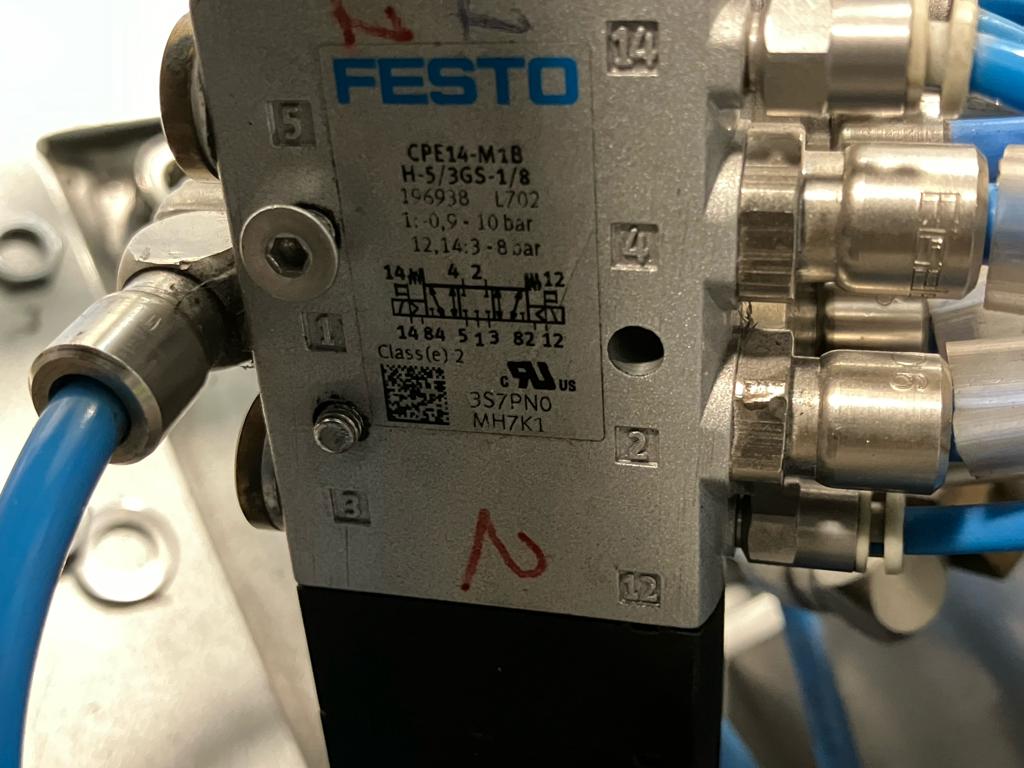 14
FESTO
5
CPE14-M1B
H-5/3GS-1/8
196938 L702
1:-0,9-10 bar
12,14:3-8 bar
4
14 4 2 12
1
14 84 5 1 3 82 12
Class(e) 2
c RU US
3S7PN0
MH7K1
2
3
2
12